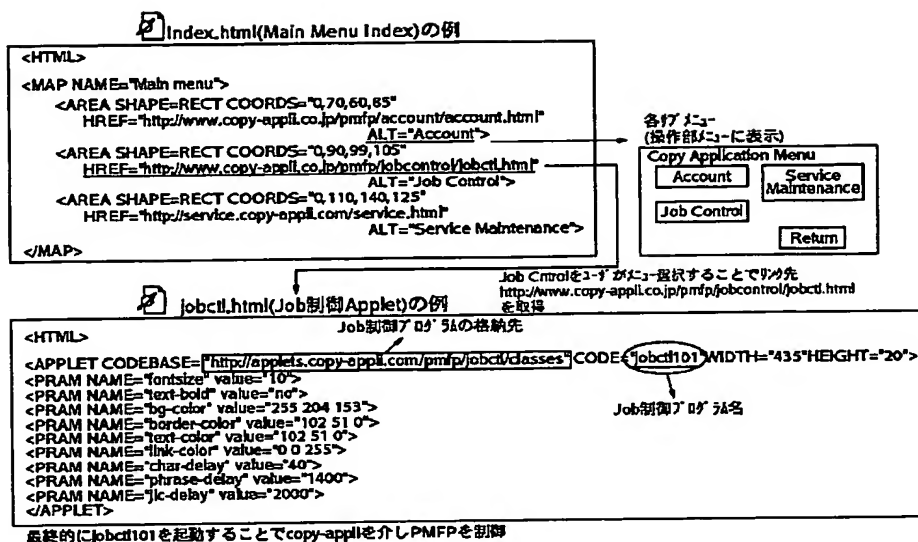 Index.html(Main Menu Index)の例
<HTML>
<MAP NAME="Main menu">
<AREA SHAPE=RECT COORDS="0,70,60,85"
HREF="http://www.copy-appli.co.jp/pmfp/account/account.html"
ALT="Account">
<AREA SHAPE=RECT COORDS="0,90,99,105"
HREF="http://www.copy-appli.co.jp/pmfp/jobcontrol/jobctl.html"
ALT="Job Control">
<AREA SHAPE=RECT COORDS="0,110,140,125"
HREF="http://service.copy-appli.com/service.html"
ALT="Service Maintenance">
</MAP>
各ｻﾌﾞﾒﾆｭｰ
(操作部ﾒﾆｭｰに表示)
Copy Application Menu
Account
Service
Maintenance
Job Control
Return
Job Cntrolをﾕｰｻﾞがﾒﾆｭｰ選択することでﾘﾝｸ先
http://www.copy-appli.co.jp/pmfp/jobcontrol/jobctl.html
を取得
jobctl.html(Job制御Applet)の例
Job制御ﾌﾟﾛｸﾞﾗﾑの格納先
<HTML>
<APPLET CODEBASE="http://applets.copy-appli.com/pmfp/jobctl/classes"CODE="jobctl101"WIDTH="435"HEIGHT="20">
<PRAM NAME="fontsize" value="10">
<PRAM NAME="text-bold" value="no">
<PRAM NAME="bg-color" value="255 204 153">
<PRAM NAME="border-color" value="102 51 0">
<PRAM NAME="text-color" value="102 51 0">
<PRAM NAME="link-color" value="0 0 255">
<PRAM NAME="char-delay" value="40">
<PRAM NAME="phrase-delay" value="1400">
<PRAM NAME="jlc-delay" value="2000">
</APPLET>
Job制御ﾌﾟﾛｸﾞﾗﾑ名
最終的にjobctl101を起動することでcopy-appliを介しPMFPを制御